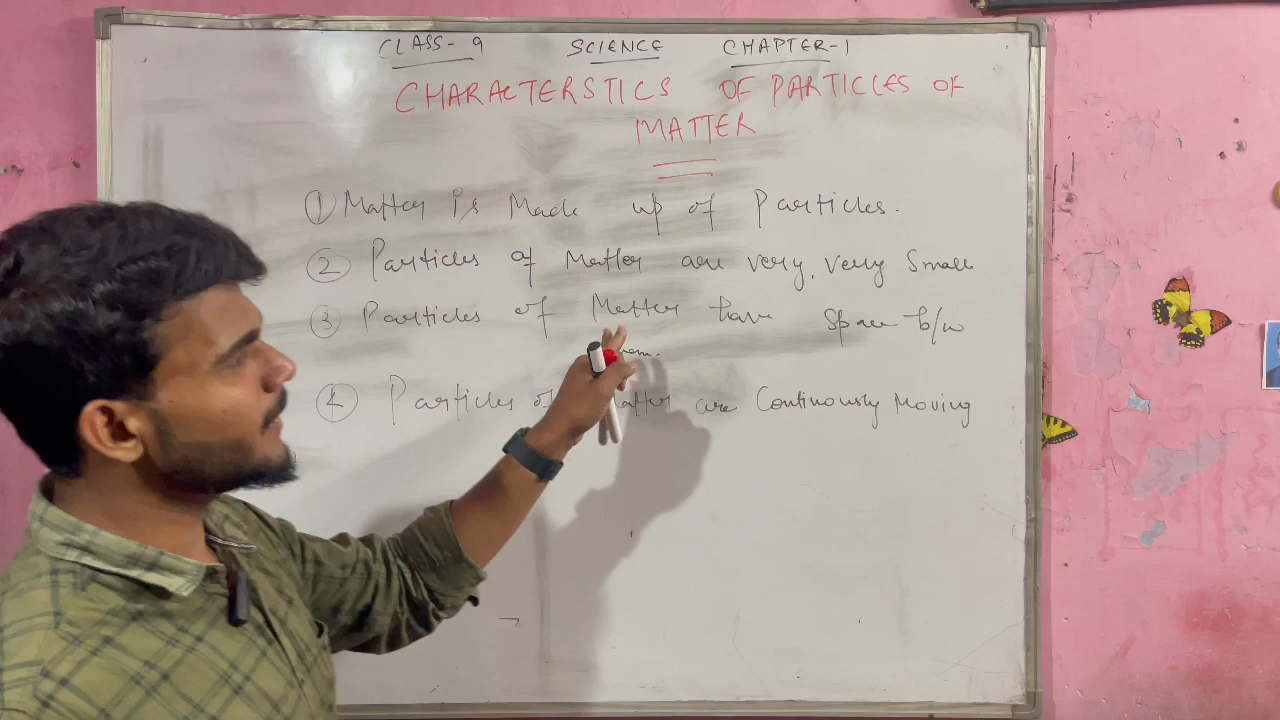 CLASS-9 SCIENCE CHAPTER-1
CHARACTERSTICS OF PARTICLES OF
MATTER
① Matter is Made up of Particles.
② Particles of Matter are very, very Small
③ Particles of Matter have Space b/w
④ Particles of Matter are Continously Moving